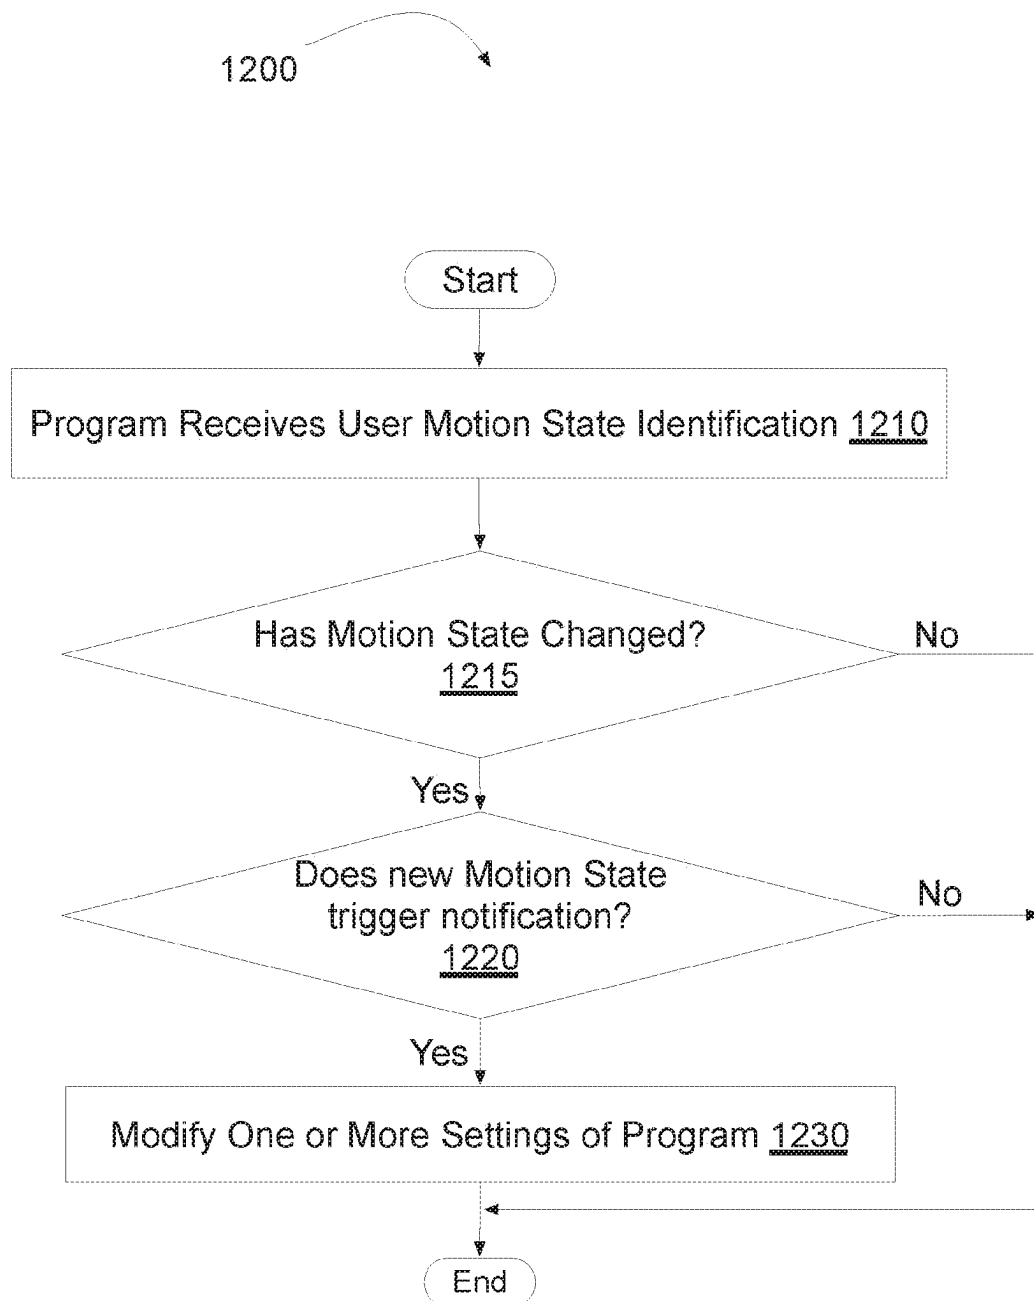 1200
Start
Program Receives User Motion State Identification 1210
Has Motion State Changed?
1215
No
Yes
Does new Motion State
trigger notification?
1220
No
Yes
Modify One or More Settings of Program 1230
End